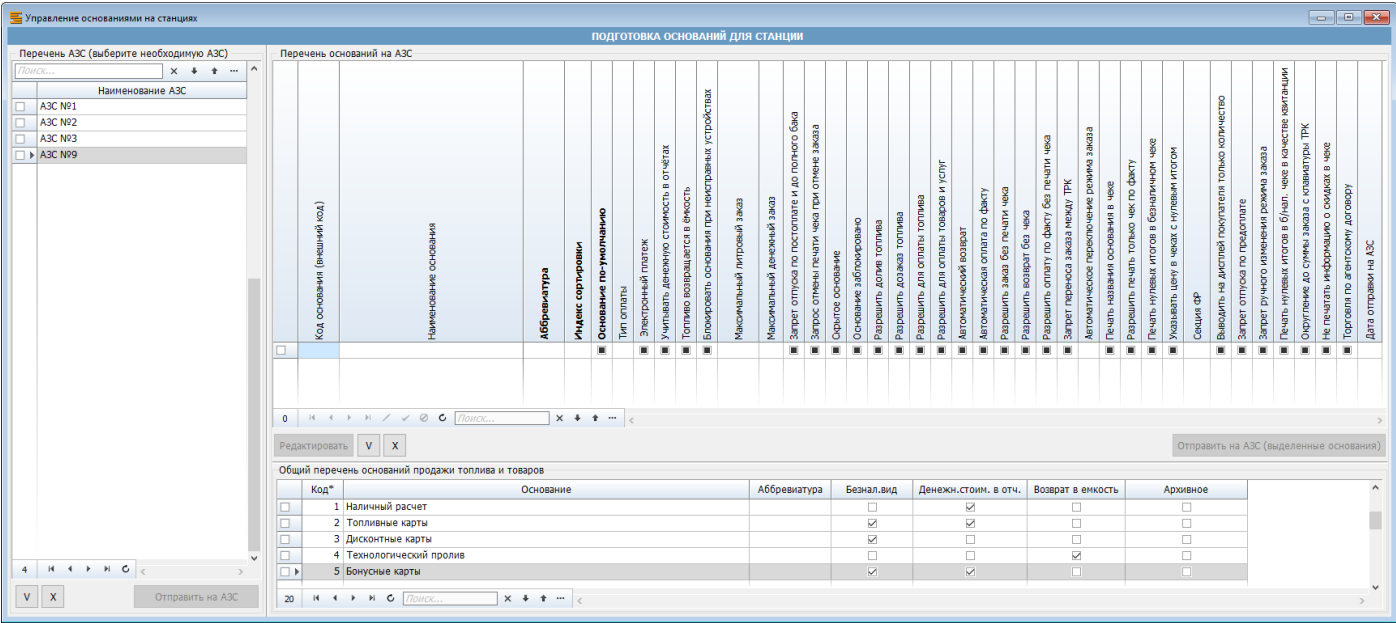 Управление основаниями на станциях
ПОДГОТОВКА ОСНОВАНИЙ ДЛЯ СТАНЦИИ
Перечень АЗС (выберите необходимую АЗС)
Поиск...
Наименование АЗС
АЗС №1
АЗС №2
АЗС №3
АЗС №9
4
V X Отправить на АЗС
Перечень оснований на АЗС
Код основания (внешний код)
Наименование основания
Аббревиатура
Индекс сортировки
Основание по-умолчанию
Тип оплаты
Электронный платеж
Учитывать денежную стоимость в отчётах
Топливо возвращается в ёмкость
Блокировать основания при неисправных устройствах
Максимальный литровый заказ
Максимальный денежный заказ
Запрет отпуска по постоплате и до полного бака
Запрос отмены печати чека при отмене заказа
Скрытое основание
Основание заблокировано
Разрешить долив топлива
Разрешить дозаказ топлива
Разрешить для оплаты топлива
Разрешить для оплаты товаров и услуг
Автоматический возврат
Автоматическая оплата по факту
Разрешить заказ без печати чека
Разрешить возврат без чека
Разрешить оплату по факту без печати чека
Запрет переноса заказа между ТРК
Автоматическое переключение режима заказа
Печать названия основания в чеке
Разрешить печать только чек по факту
Печать нулевых итогов в безналичном чеке
Указывать цену в чеках с нулевым итогом
Секция ФР
Выводить на дисплей покупателя только количество
Запрет отпуска по предоплате
Запрет ручного изменения режима заказа
Печать нулевых итогов в б/нал. чеке в качестве квитанции
Округление до суммы заказа с клавиатуры ТРК
Не печатать информацию о скидках в чеке
Торговля по агентскому договору
Дата отправки на АЗС
0 Поиск...
Редактировать V X Отправить на АЗС (выделенные основания)
Общий перечень оснований продажи топлива и товаров
Код* Основание Аббревиатура Безнал.вид Денежн.стоим. в отч. Возврат в емкость Архивное
1 Наличный расчет
2 Топливные карты
3 Дисконтные карты
4 Технологический пролив
5 Бонусные карты
20 Поиск...